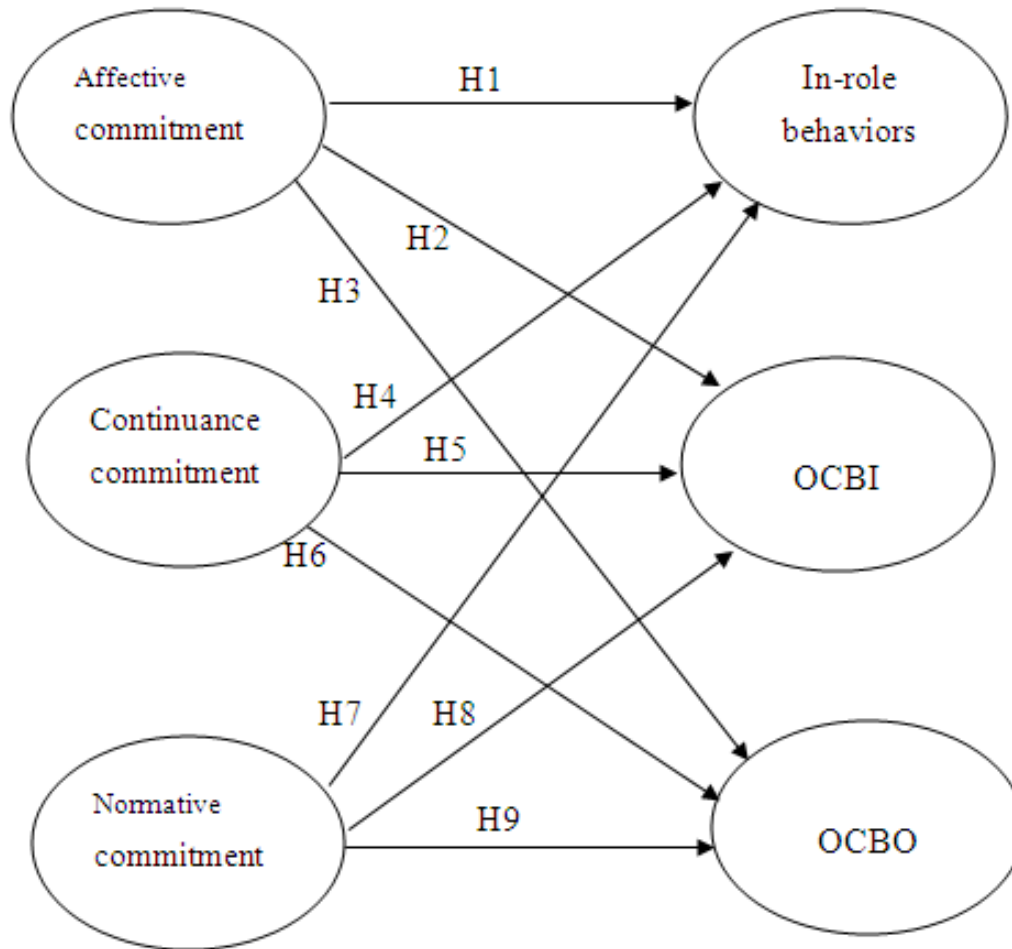 Affective
commitment
H1
In-role
behaviors
H2
H3
Continuance
commitment
H4
H5
OCBI
H6
H7
H8
Normative
commitment
H9
OCBO